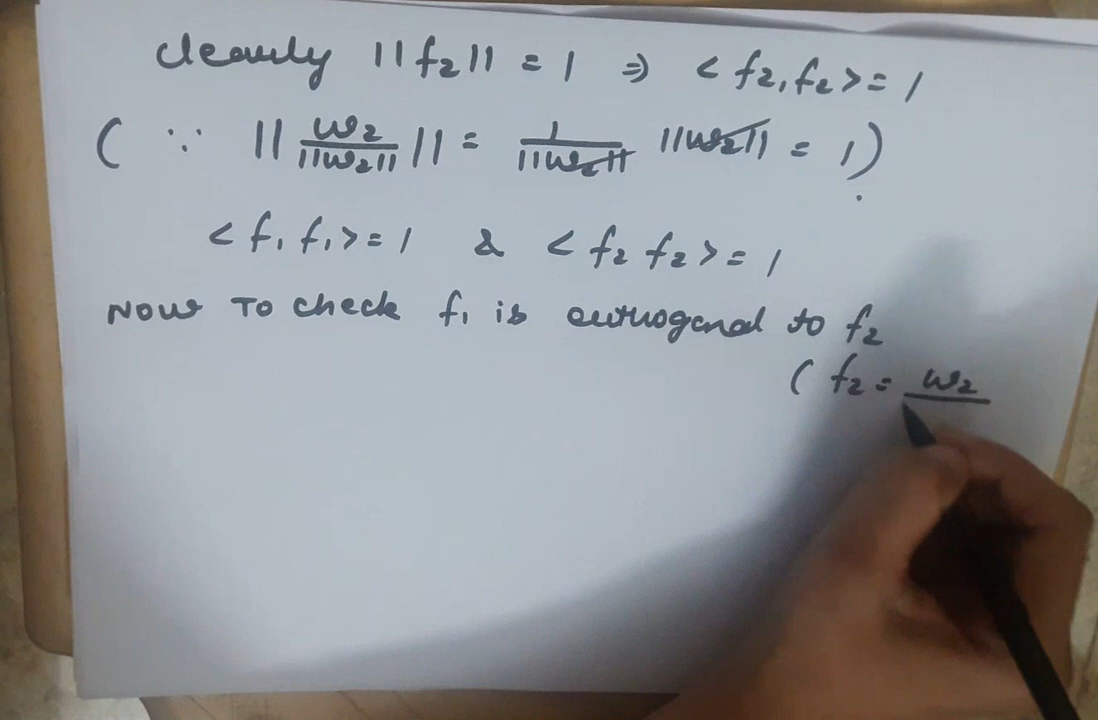 Clearly ||f₂|| = 1 ⇒ < f₂, f₂ > = 1
( ∵ || w₂/||w₂|| || = 1/||w₂|| ||w₂|| = 1 ) .
< f₁ f₁ > = 1 & < f₂ f₂ > = 1
Now To check f₁ is orthogonal to f₂
( f₂ = w₂